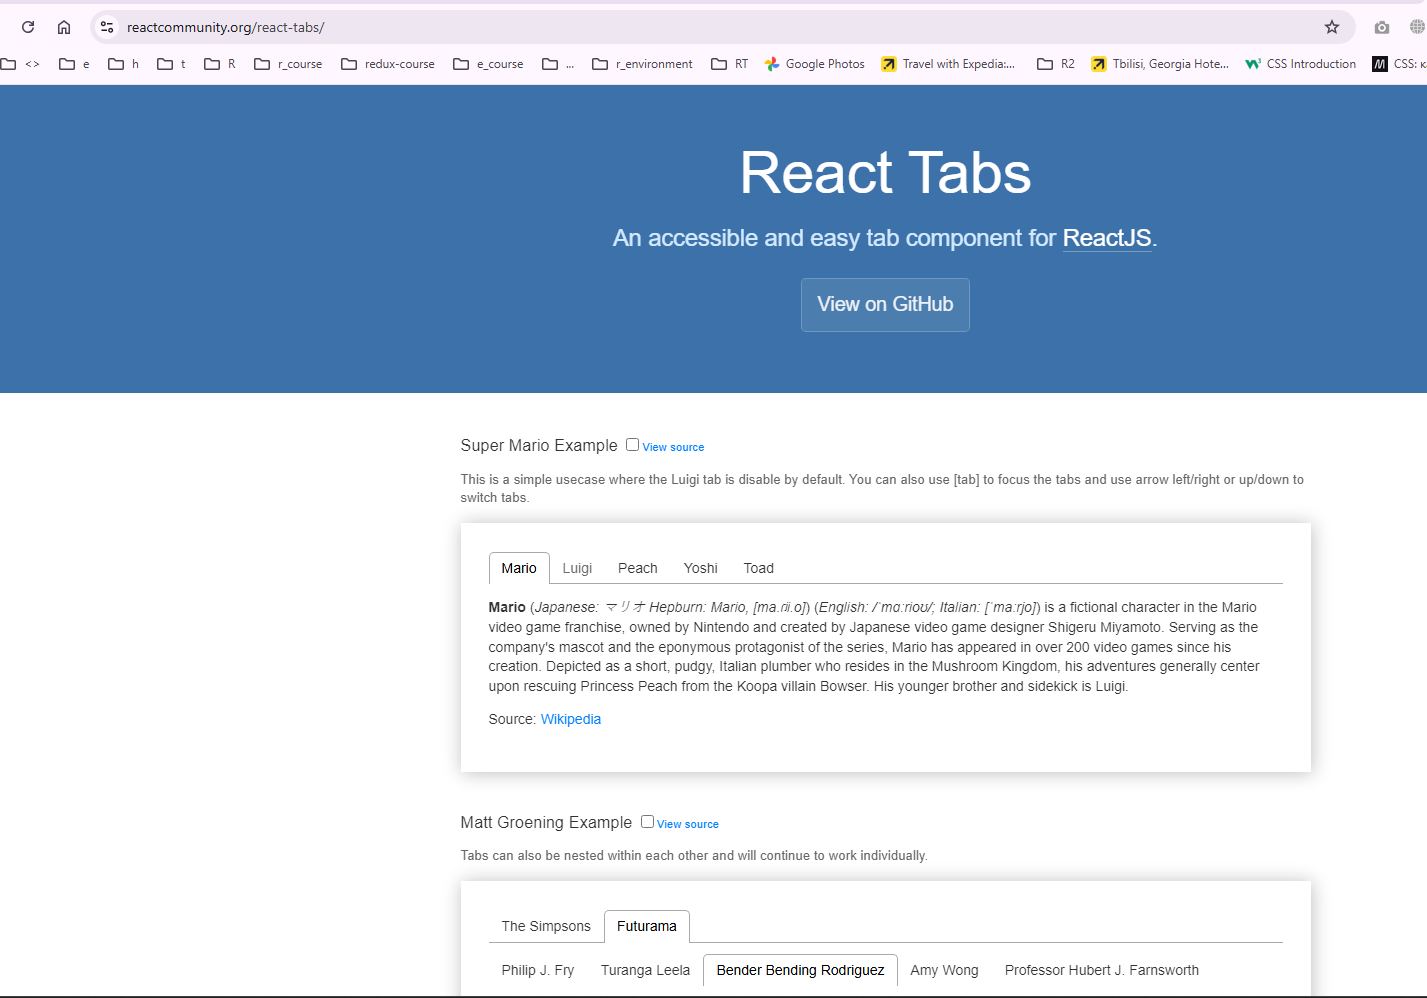 reactcommunity.org/react-tabs/
<> e h t R r_course redux-course e_course ... r_environment RT Google Photos Travel with Expedia:... R2 Tbilisi, Georgia Hote... CSS Introduction CSS: к
React Tabs
An accessible and easy tab component for ReactJS.
View on GitHub
Super Mario Example View source
This is a simple usecase where the Luigi tab is disable by default. You can also use [tab] to focus the tabs and use arrow left/right or up/down to
switch tabs.
Mario Luigi Peach Yoshi Toad
Mario (Japanese: マリオ Hepburn: Mario, [ma.ɾi.o]) (English: /ˈmɑːrioʊ/; Italian: [ˈmaːrjo]) is a fictional character in the Mario
video game franchise, owned by Nintendo and created by Japanese video game designer Shigeru Miyamoto. Serving as the
company's mascot and the eponymous protagonist of the series, Mario has appeared in over 200 video games since his
creation. Depicted as a short, pudgy, Italian plumber who resides in the Mushroom Kingdom, his adventures generally center
upon rescuing Princess Peach from the Koopa villain Bowser. His younger brother and sidekick is Luigi.
Source: Wikipedia
Matt Groening Example View source
Tabs can also be nested within each other and will continue to work individually.
The Simpsons Futurama
Philip J. Fry Turanga Leela Bender Bending Rodriguez Amy Wong Professor Hubert J. Farnsworth